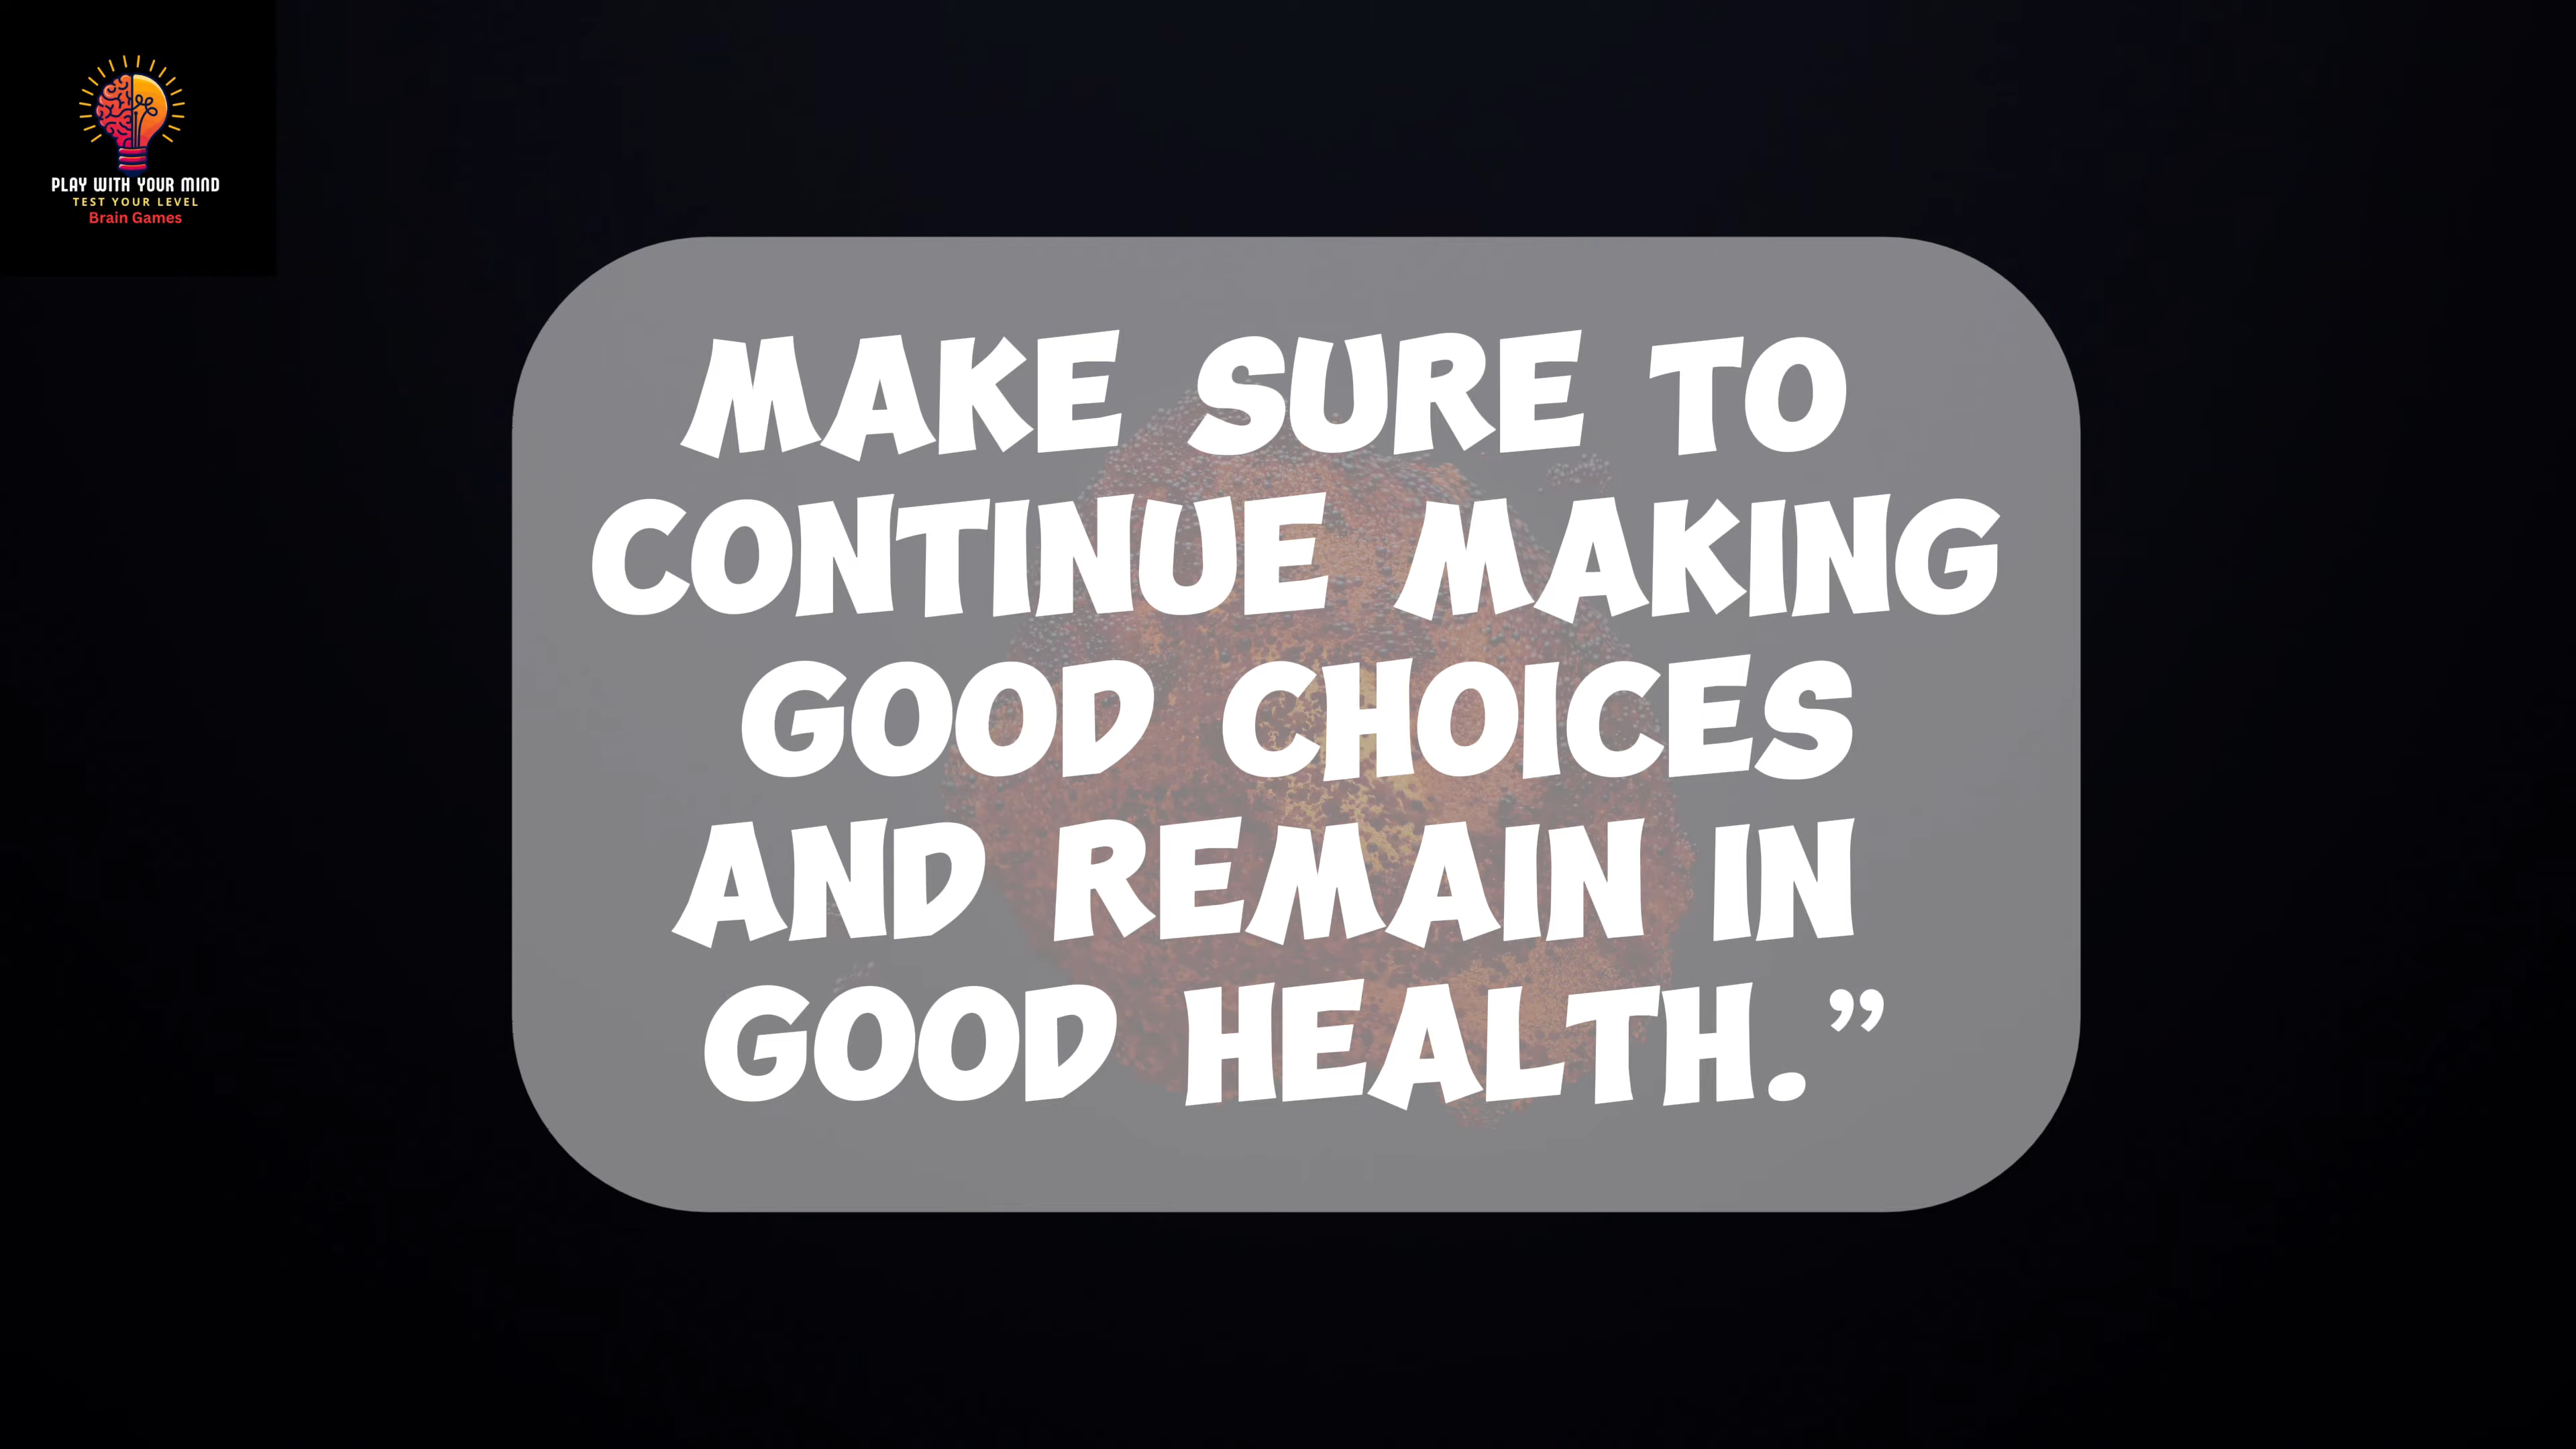 PLAY WITH YOUR MIND
TEST YOUR LEVEL
Brain Games
MAKE SURE TO
CONTINUE MAKING
GOOD CHOICES
AND REMAIN IN
GOOD HEALTH.”